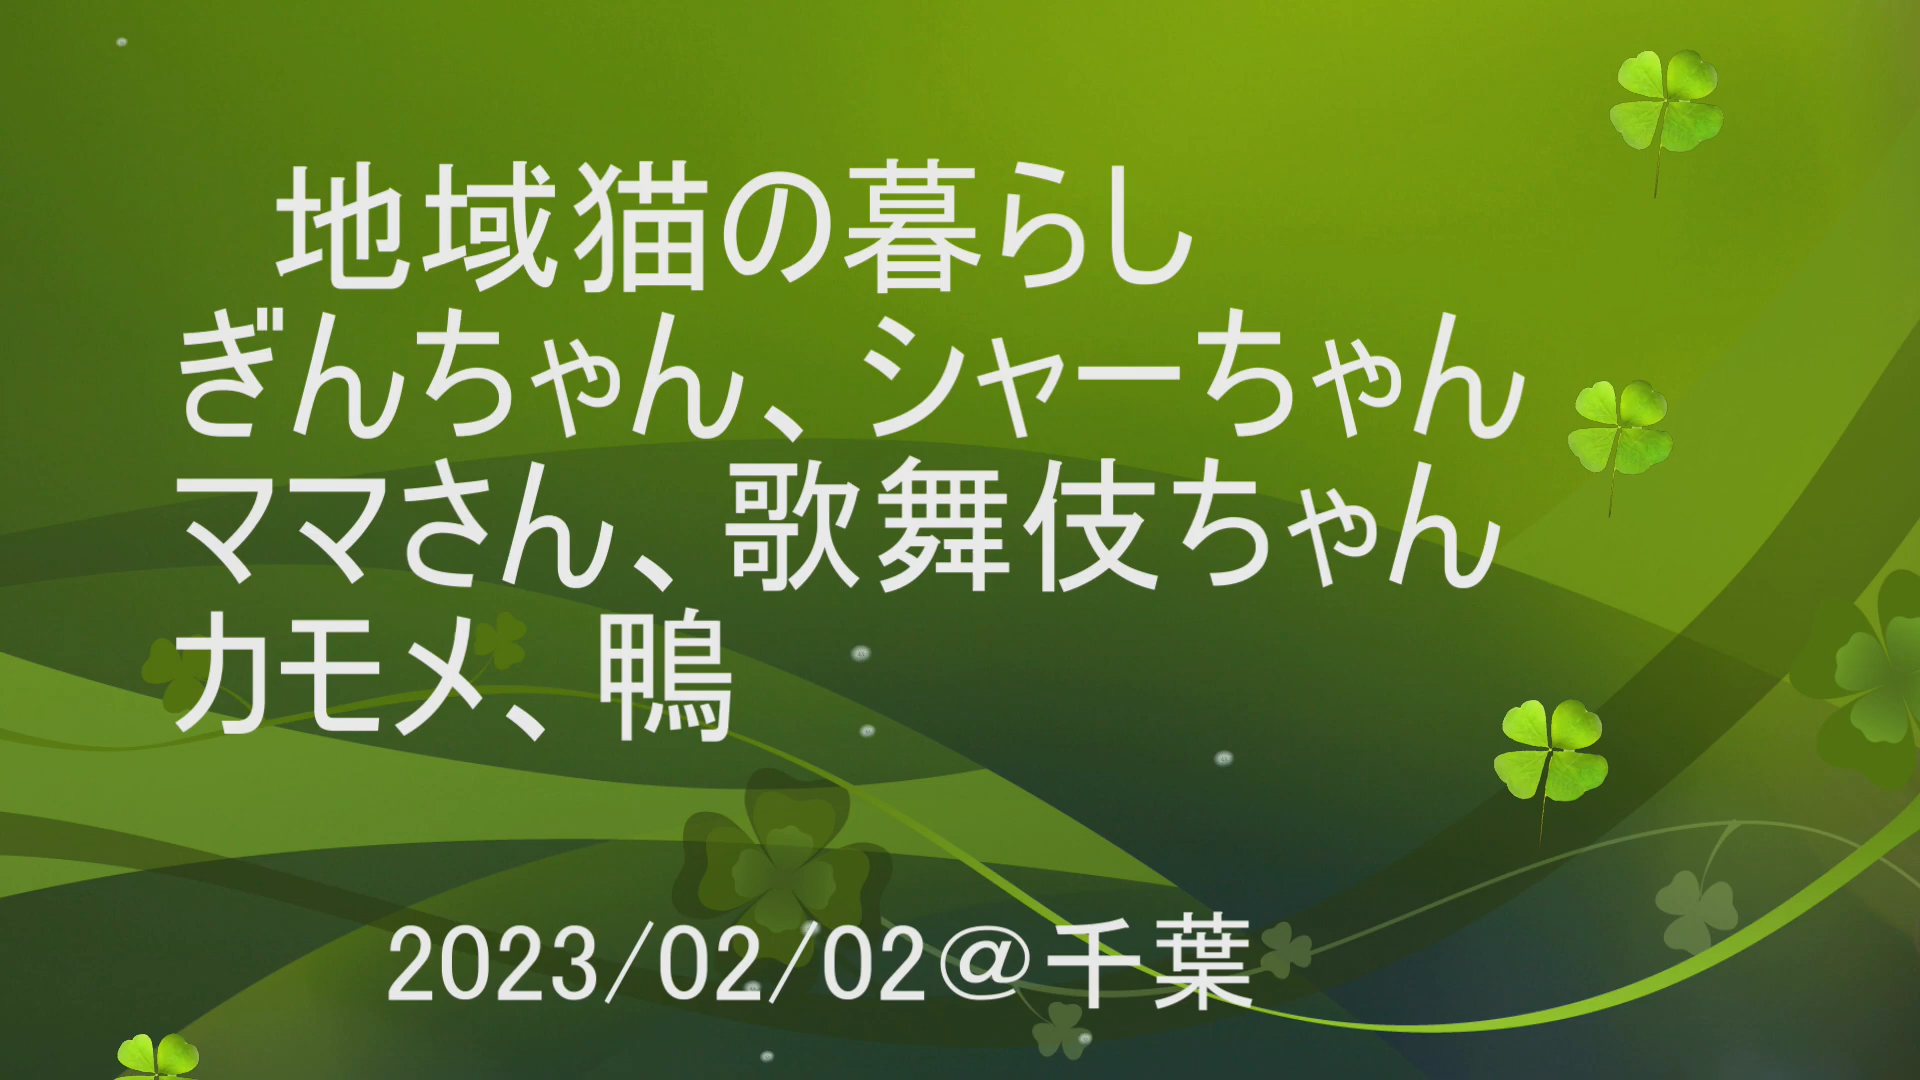 地域猫の暮らし
ぎんちゃん、シャーちゃん
ママさん、歌舞伎ちゃん
カモメ、鴨
2023/02/02@千葉